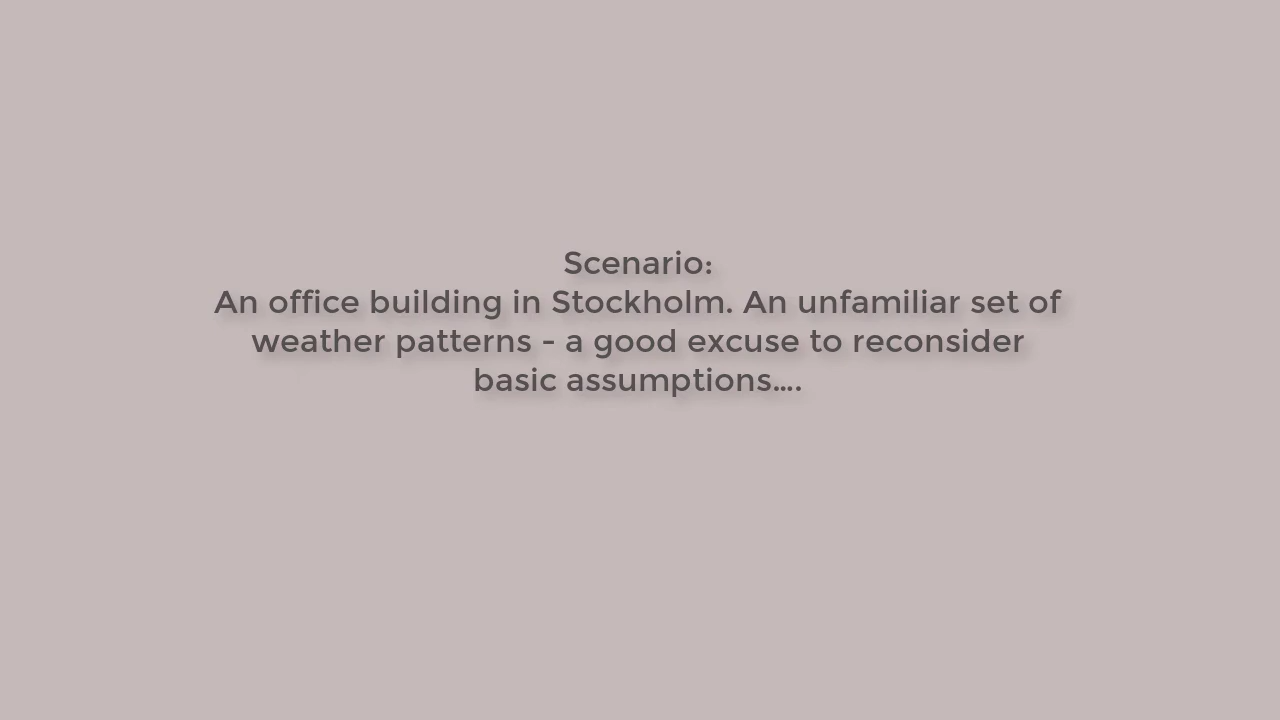 Scenario:
An office building in Stockholm. An unfamiliar set of
weather patterns - a good excuse to reconsider
basic assumptions....